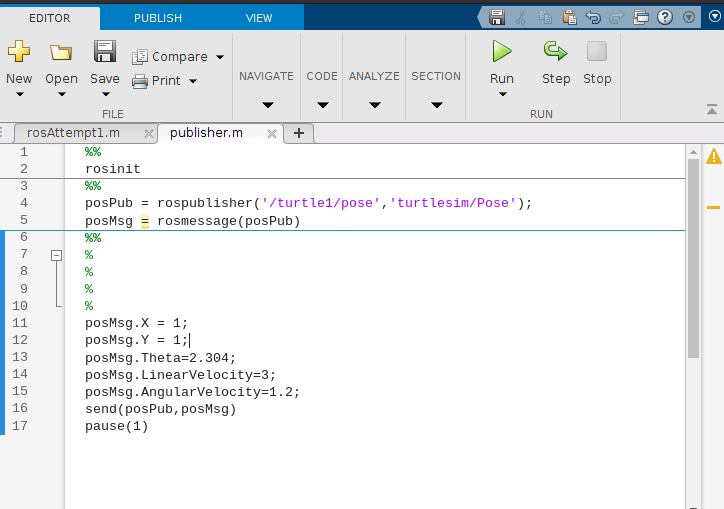 EDITOR PUBLISH VIEW
Compare
New Open Save Print NAVIGATE CODE ANALYZE SECTION Run Step Stop
FILE RUN
rosAttempt1.m publisher.m
1 %%
2 rosinit
3 %%
4 posPub = rospublisher('/turtle1/pose','turtlesim/Pose');
5 posMsg = rosmessage(posPub)
6 %%
7 %
8 %
9 %
10 %
11 posMsg.X = 1;
12 posMsg.Y = 1;
13 posMsg.Theta=2.304;
14 posMsg.LinearVelocity=3;
15 posMsg.AngularVelocity=1.2;
16 send(posPub,posMsg)
17 pause(1)